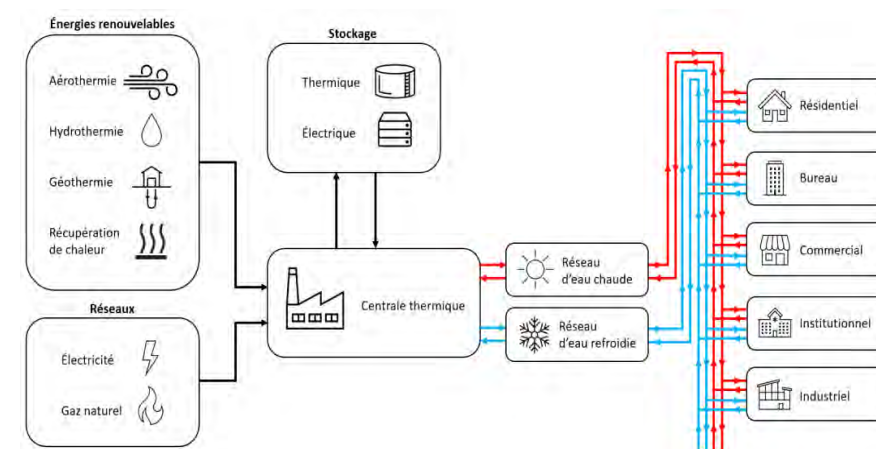 Énergies renouvelables
Aérothermie
Hydrothermie
Géothermie
Récupération
de chaleur
Réseaux
Électricité
Gaz naturel
Stockage
Thermique
Électrique
Centrale thermique
Réseau
d'eau chaude
Réseau
d'eau refroidie
Résidentiel
Bureau
Commercial
Institutionnel
Industriel